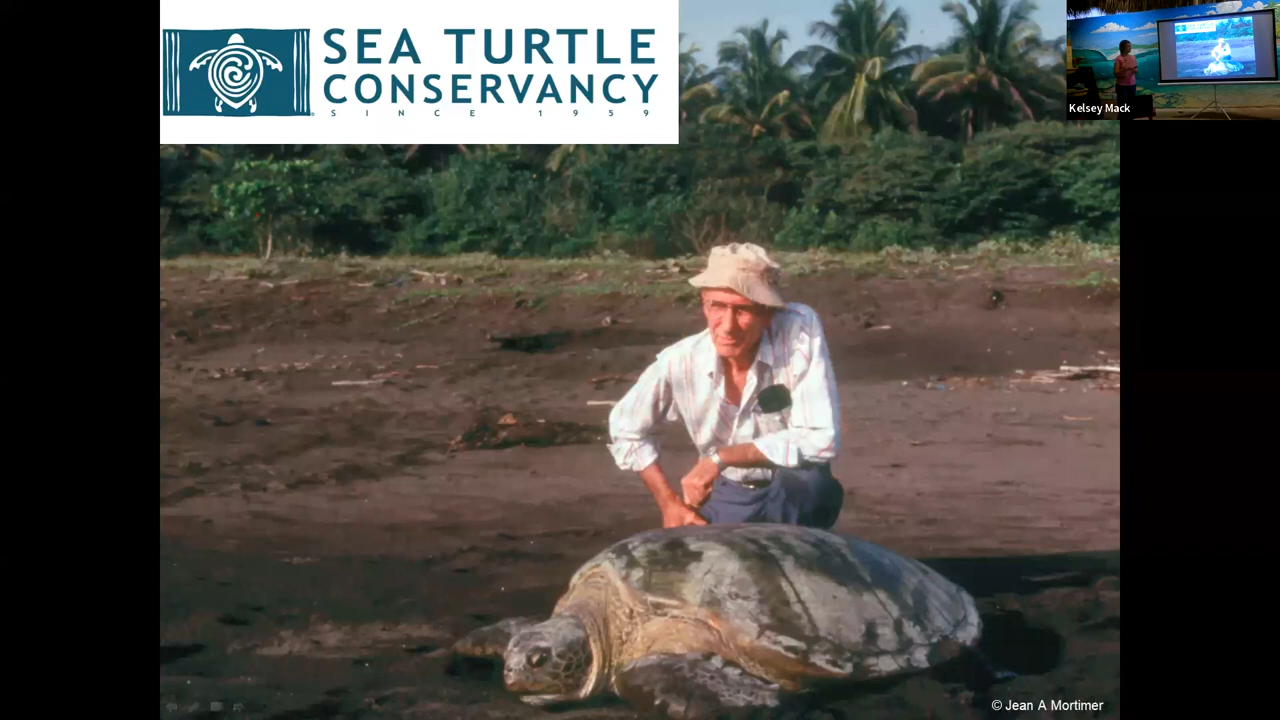 SEA TURTLE
CONSERVANCY
SINCE 1959
Kelsey Mack
© Jean A Mortimer